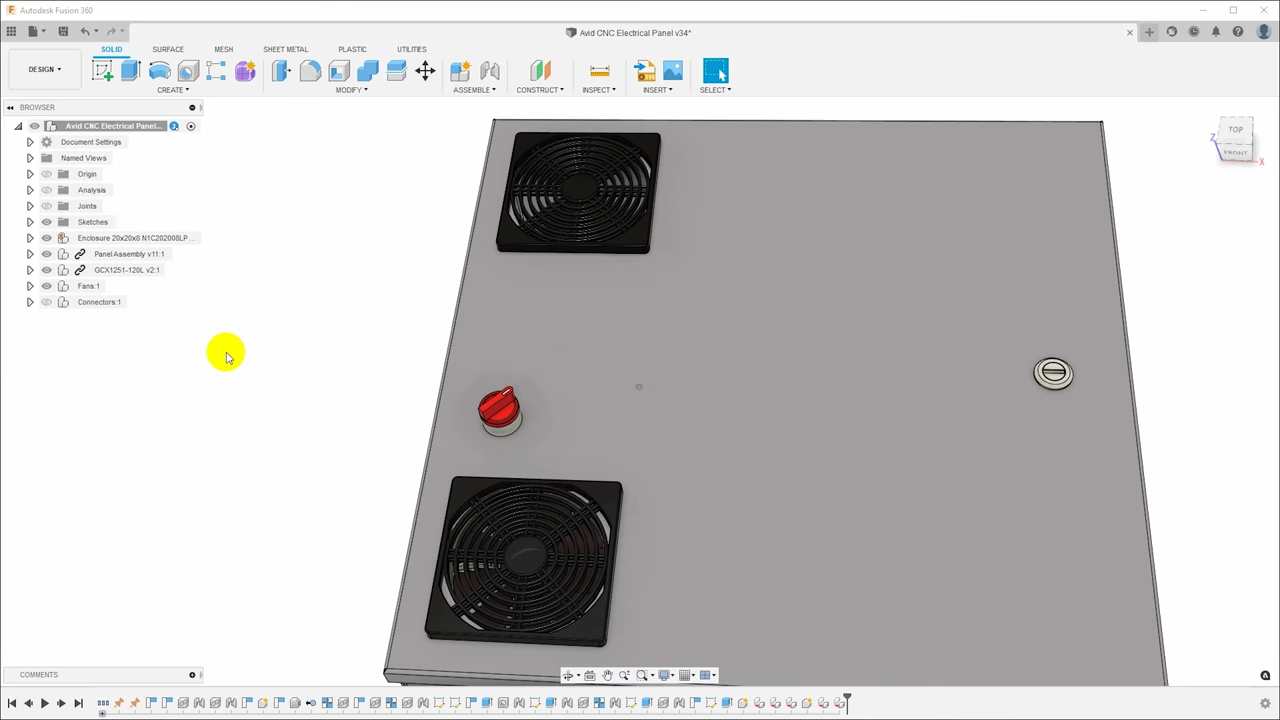 Autodesk Fusion 360
Avid CNC Electrical Panel v34*
DESIGN
SOLID SURFACE MESH SHEET METAL PLASTIC UTILITIES
CREATE MODIFY ASSEMBLE CONSTRUCT INSPECT INSERT SELECT
BROWSER
Avid CNC Electrical Panel...
Document Settings
Named Views
Origin
Analysis
Joints
Sketches
Enclosure 20x20x8 N1C202008LP ...
Panel Assembly v11:1
GCX1251-120L v2:1
Fans:1
Connectors:1
TOP
FRONT
Z
X
COMMENTS